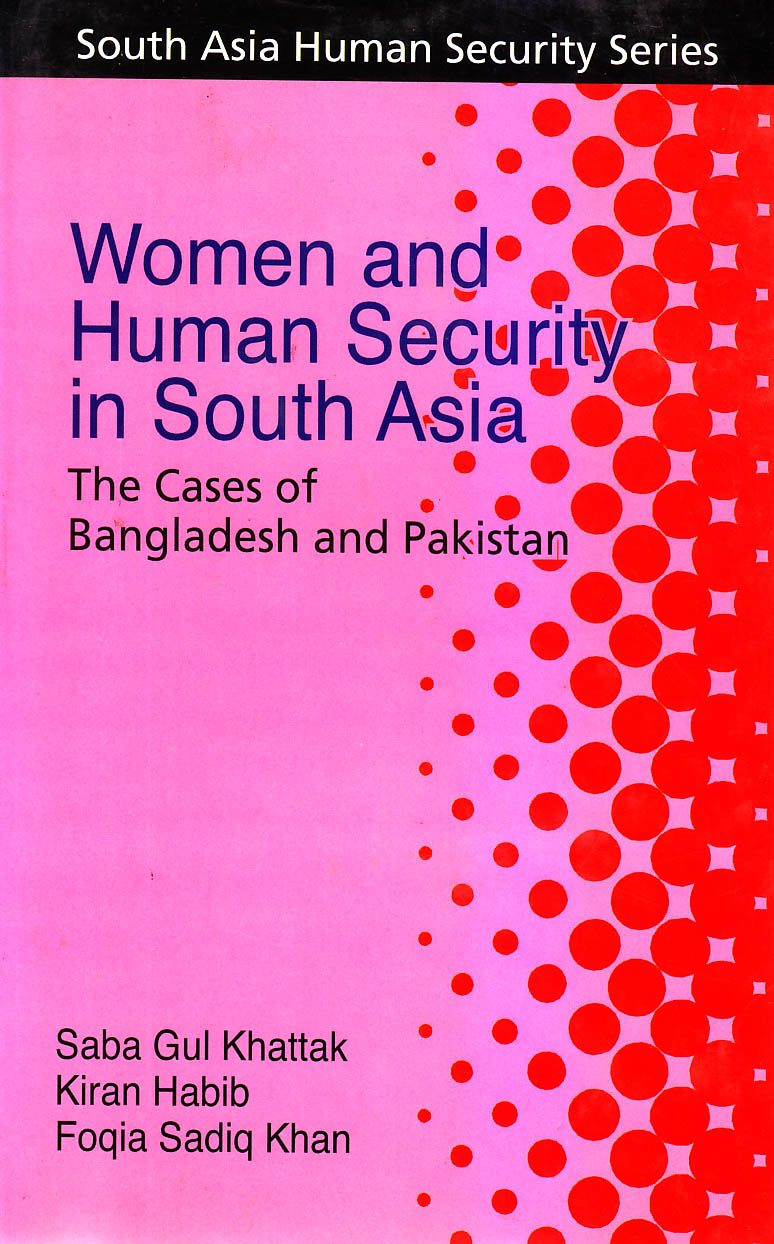 South Asia Human Security Series
Women and
Human Security
in South Asia
The Cases of
Bangladesh and Pakistan
Saba Gul Khattak
Kiran Habib
Foqia Sadiq Khan